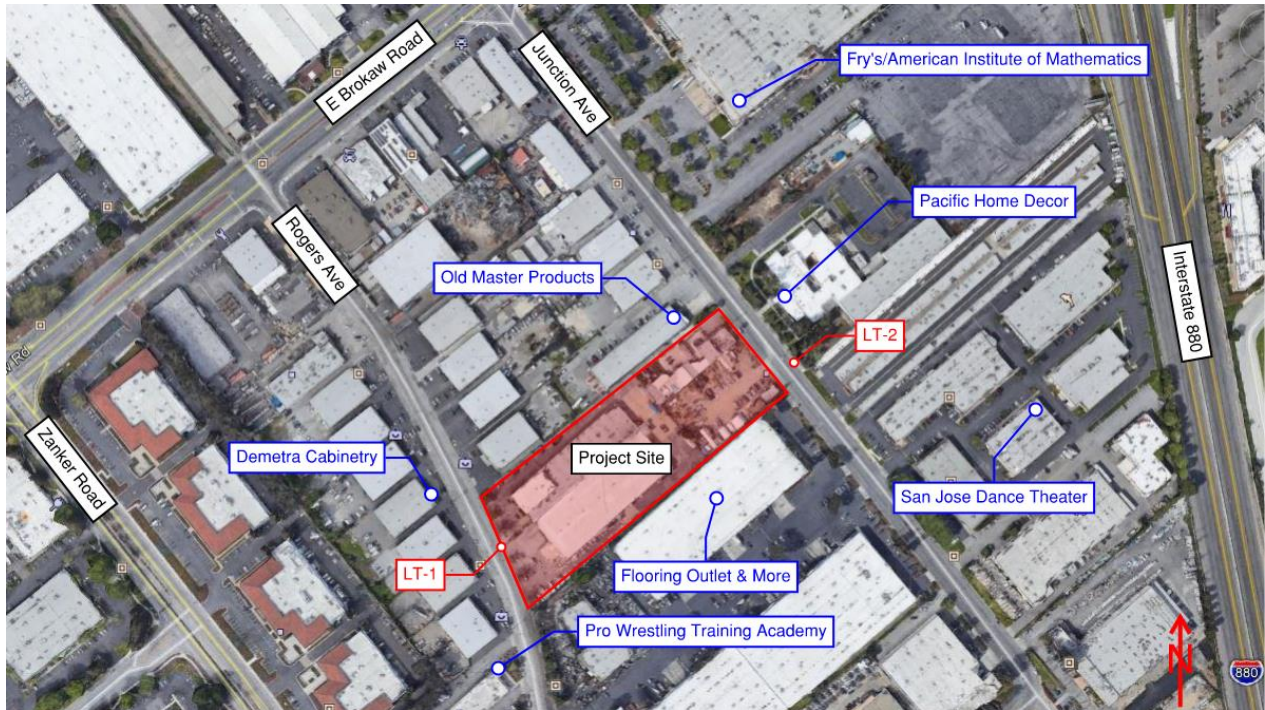 E Brokaw Road
Junction Ave
Fry's/American Institute of Mathematics
Pacific Home Decor
Rogers Ave
Old Master Products
Interstate 880
LT-2
w Rd
Zanker Road
Demetra Cabinetry
Project Site
San Jose Dance Theater
LT-1
Flooring Outlet & More
Pro Wrestling Training Academy
N
880